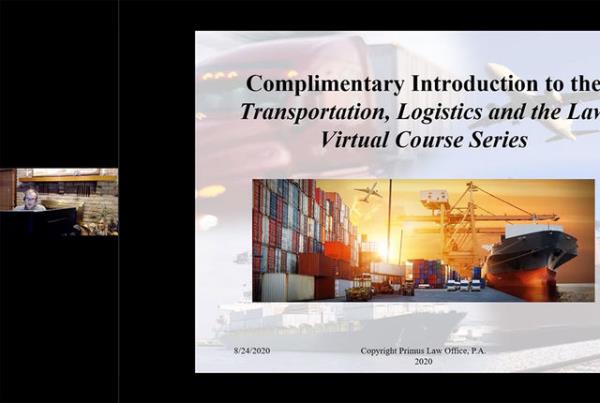 Complimentary Introduction to the
Transportation, Logistics and the Law
Virtual Course Series
8/24/2020
Copyright Primus Law Office, P.A.
2020